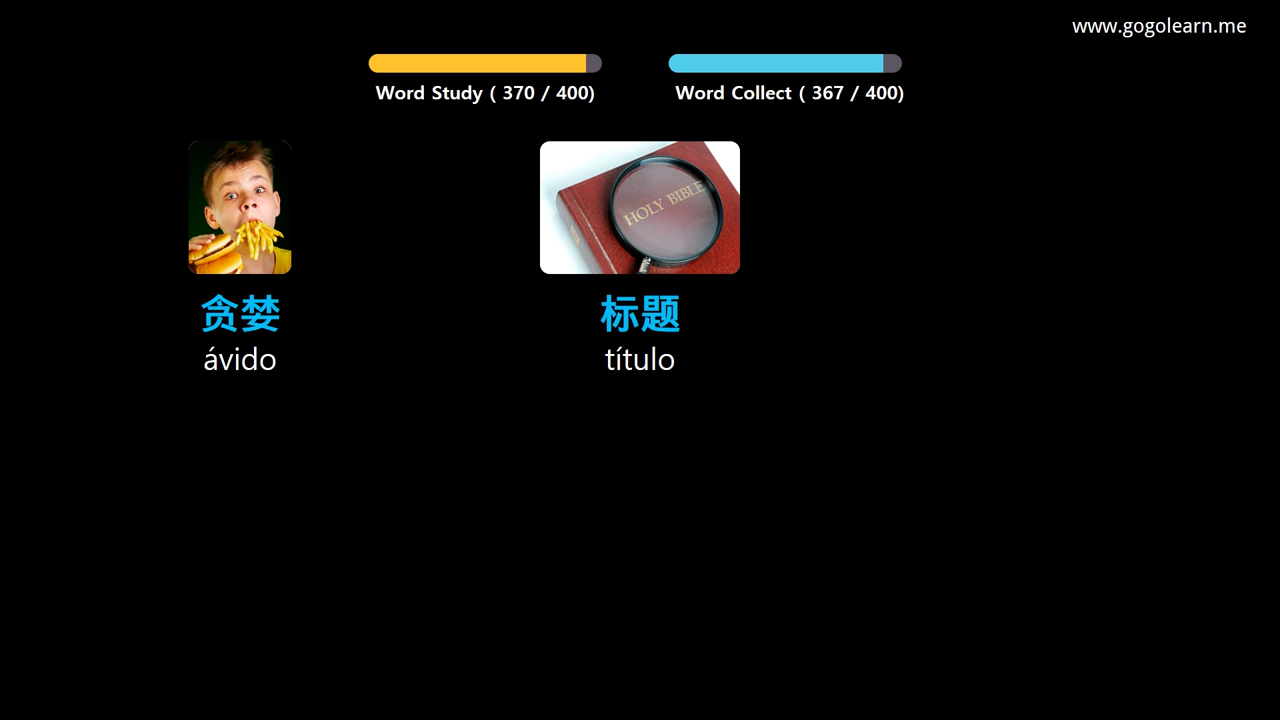 www.gogolearn.me
Word Study ( 370 / 400)
Word Collect ( 367 / 400)
HOLY BIBLE
贪婪
标题
ávido
título